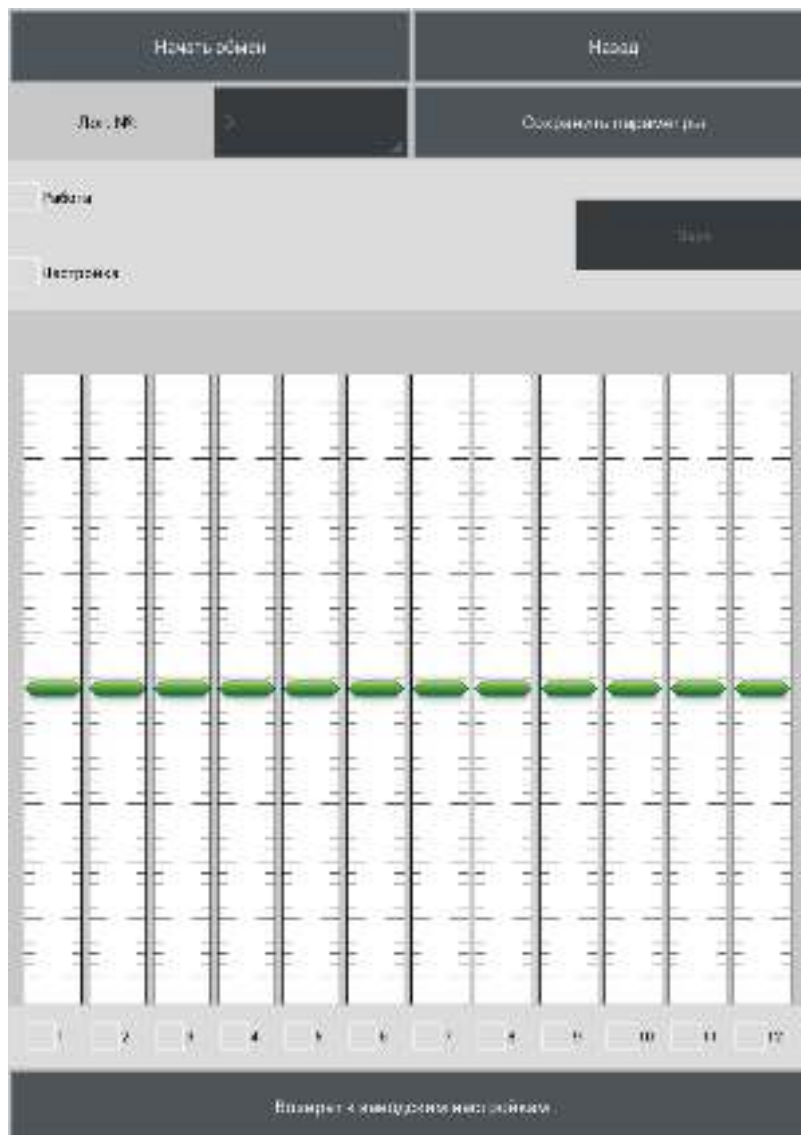 Начать обмен
Назад
Лог. №:
Сохранить параметры
Работа
Настройка
1 2 3 4 5 6 7 8 9 10 11 12
Возврат к заводским настройкам